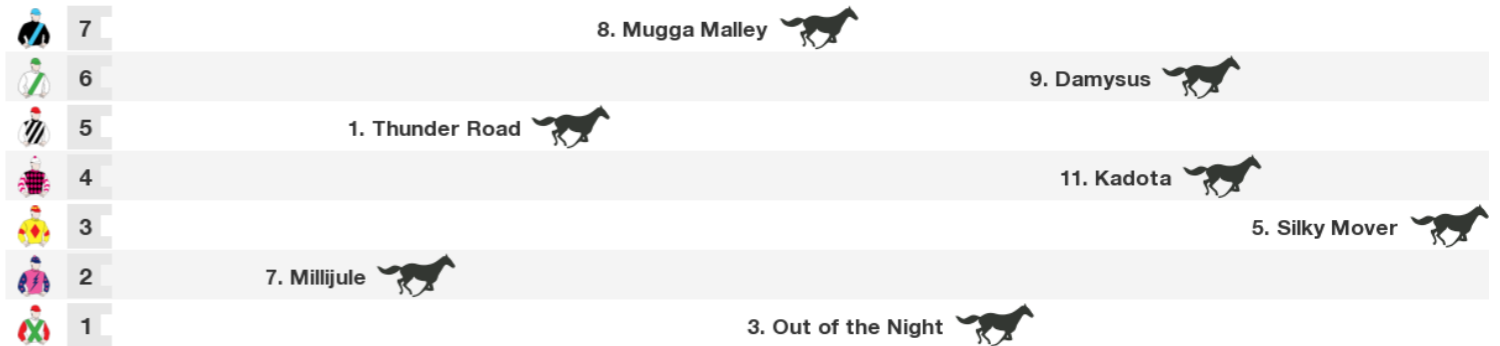 7 8. Mugga Malley
6 9. Damysus
5 1. Thunder Road
4 11. Kadota
3 5. Silky Mover
2 7. Millijule
1 3. Out of the Night